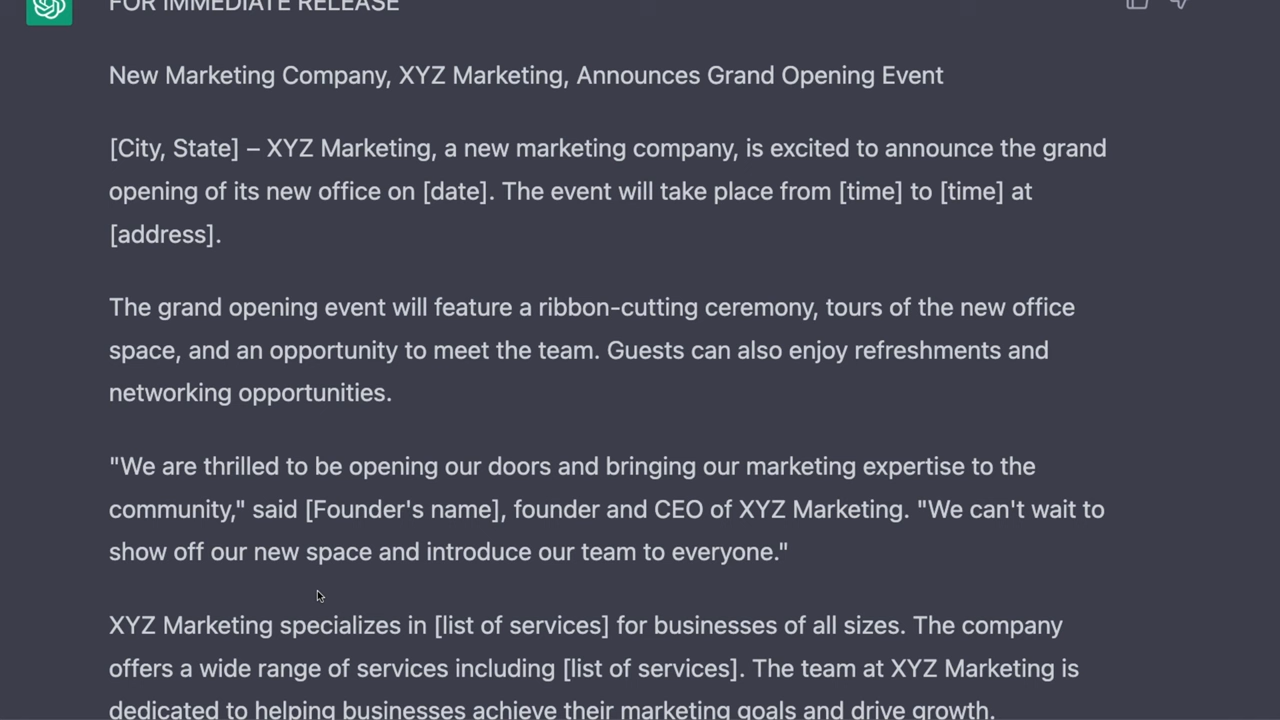 FOR IMMEDIATE RELEASE
New Marketing Company, XYZ Marketing, Announces Grand Opening Event
[City, State] – XYZ Marketing, a new marketing company, is excited to announce the grand
opening of its new office on [date]. The event will take place from [time] to [time] at
[address].
The grand opening event will feature a ribbon-cutting ceremony, tours of the new office
space, and an opportunity to meet the team. Guests can also enjoy refreshments and
networking opportunities.
"We are thrilled to be opening our doors and bringing our marketing expertise to the
community," said [Founder's name], founder and CEO of XYZ Marketing. "We can't wait to
show off our new space and introduce our team to everyone."
XYZ Marketing specializes in [list of services] for businesses of all sizes. The company
offers a wide range of services including [list of services]. The team at XYZ Marketing is
dedicated to helping businesses achieve their marketing goals and drive growth.